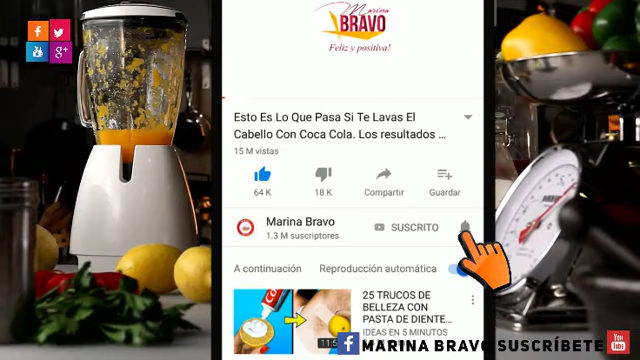 Marina
BRAVO
Feliz y positiva!
Esto Es Lo Que Pasa Si Te Lavas El
Cabello Con Coca Cola. Los resultados ...
15 M vistas
64 K
18 K
Compartir
Guardar
Marina Bravo
1.3 M suscriptores
SUSCRITO
A continuación
Reproducción automática
25 TRUCOS DE
BELLEZA CON
PASTA DE DIENTE...
IDEAS EN 5 MINUTOS
MARINA BRAVO SUSCRÍBETE
You
Tube